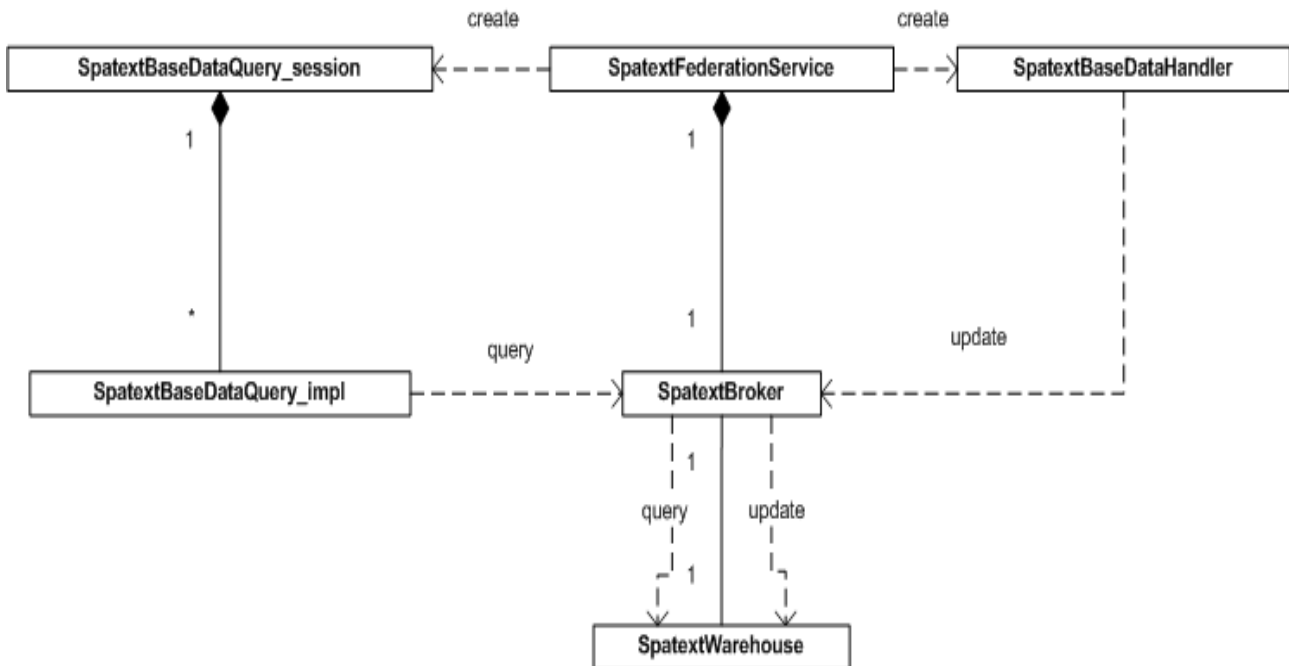 create
create
SpatextBaseDataQuery_session
SpatextFederationService
SpatextBaseDataHandler
1
1
*
1
query
update
SpatextBaseDataQuery_impl
SpatextBroker
1
query
update
1
SpatextWarehouse